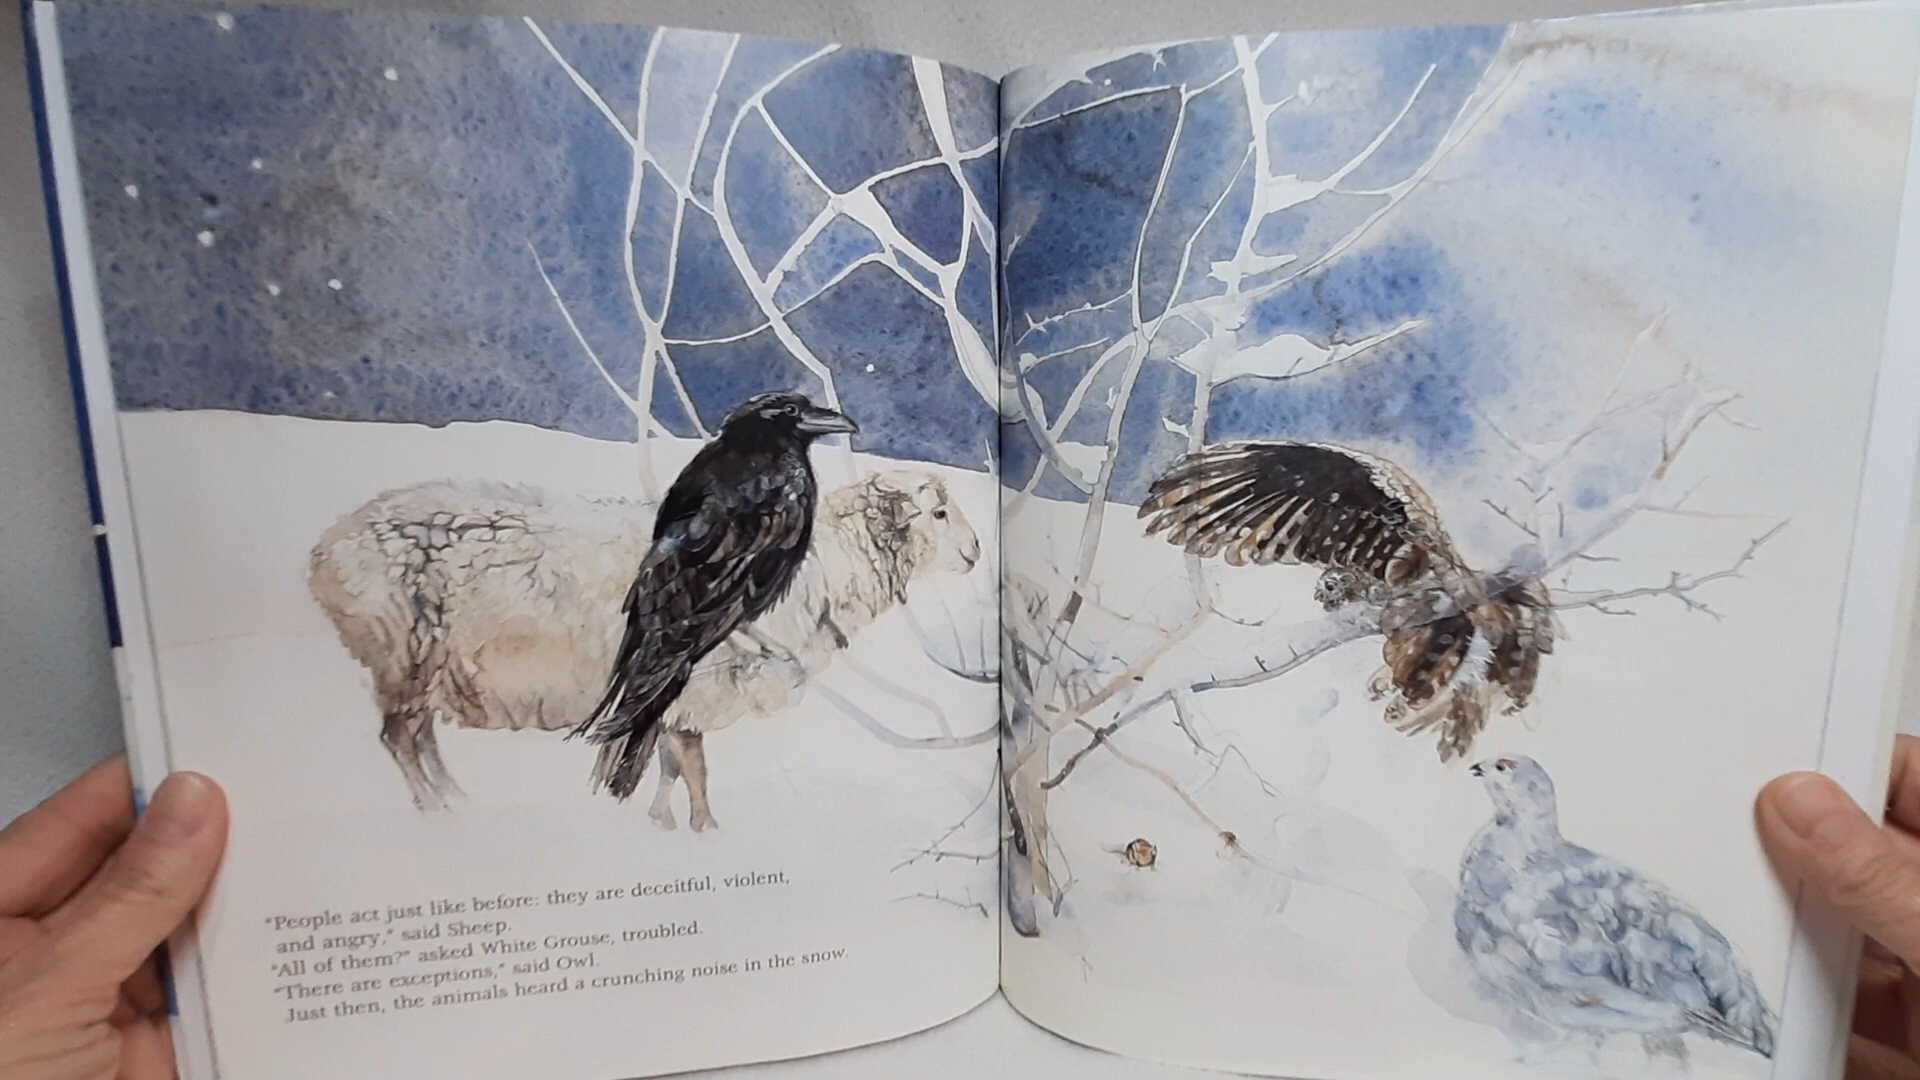 "People act just like before: they are deceitful, violent,
and angry," said Sheep.
"All of them?" asked White Grouse, troubled.
"There are exceptions," said Owl.
Just then, the animals heard a crunching noise in the snow.